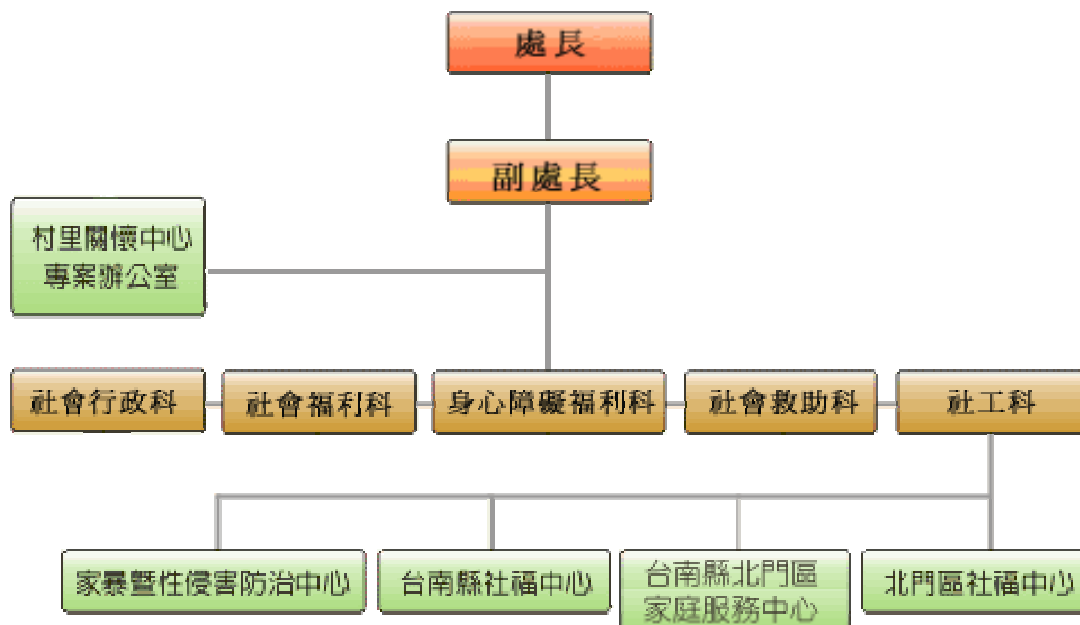 處長
副處長
村里關懷中心
專案辦公室
社會行政科
社會福利科
身心障礙福利科
社會救助科
社工科
家暴暨性侵害防治中心
台南縣社福中心
台南縣北門區
家庭服務中心
北門區社福中心